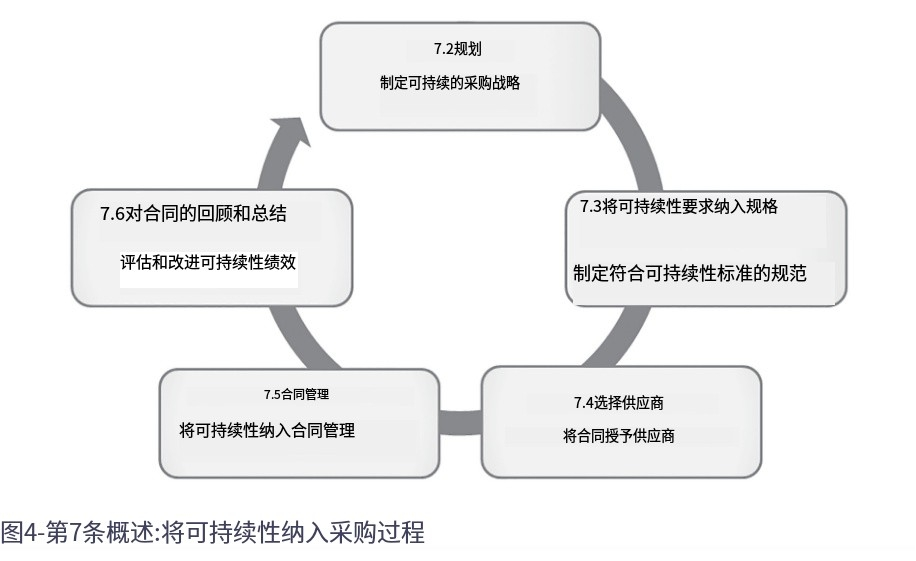 7.2规划
制定可持续的采购战略
7.3将可持续性要求纳入规格
制定符合可持续性标准的规范
7.4选择供应商
将合同授予供应商
7.5合同管理
将可持续性纳入合同管理
7.6对合同的回顾和总结
评估和改进可持续性绩效
图4-第7条概述:将可持续性纳入采购过程